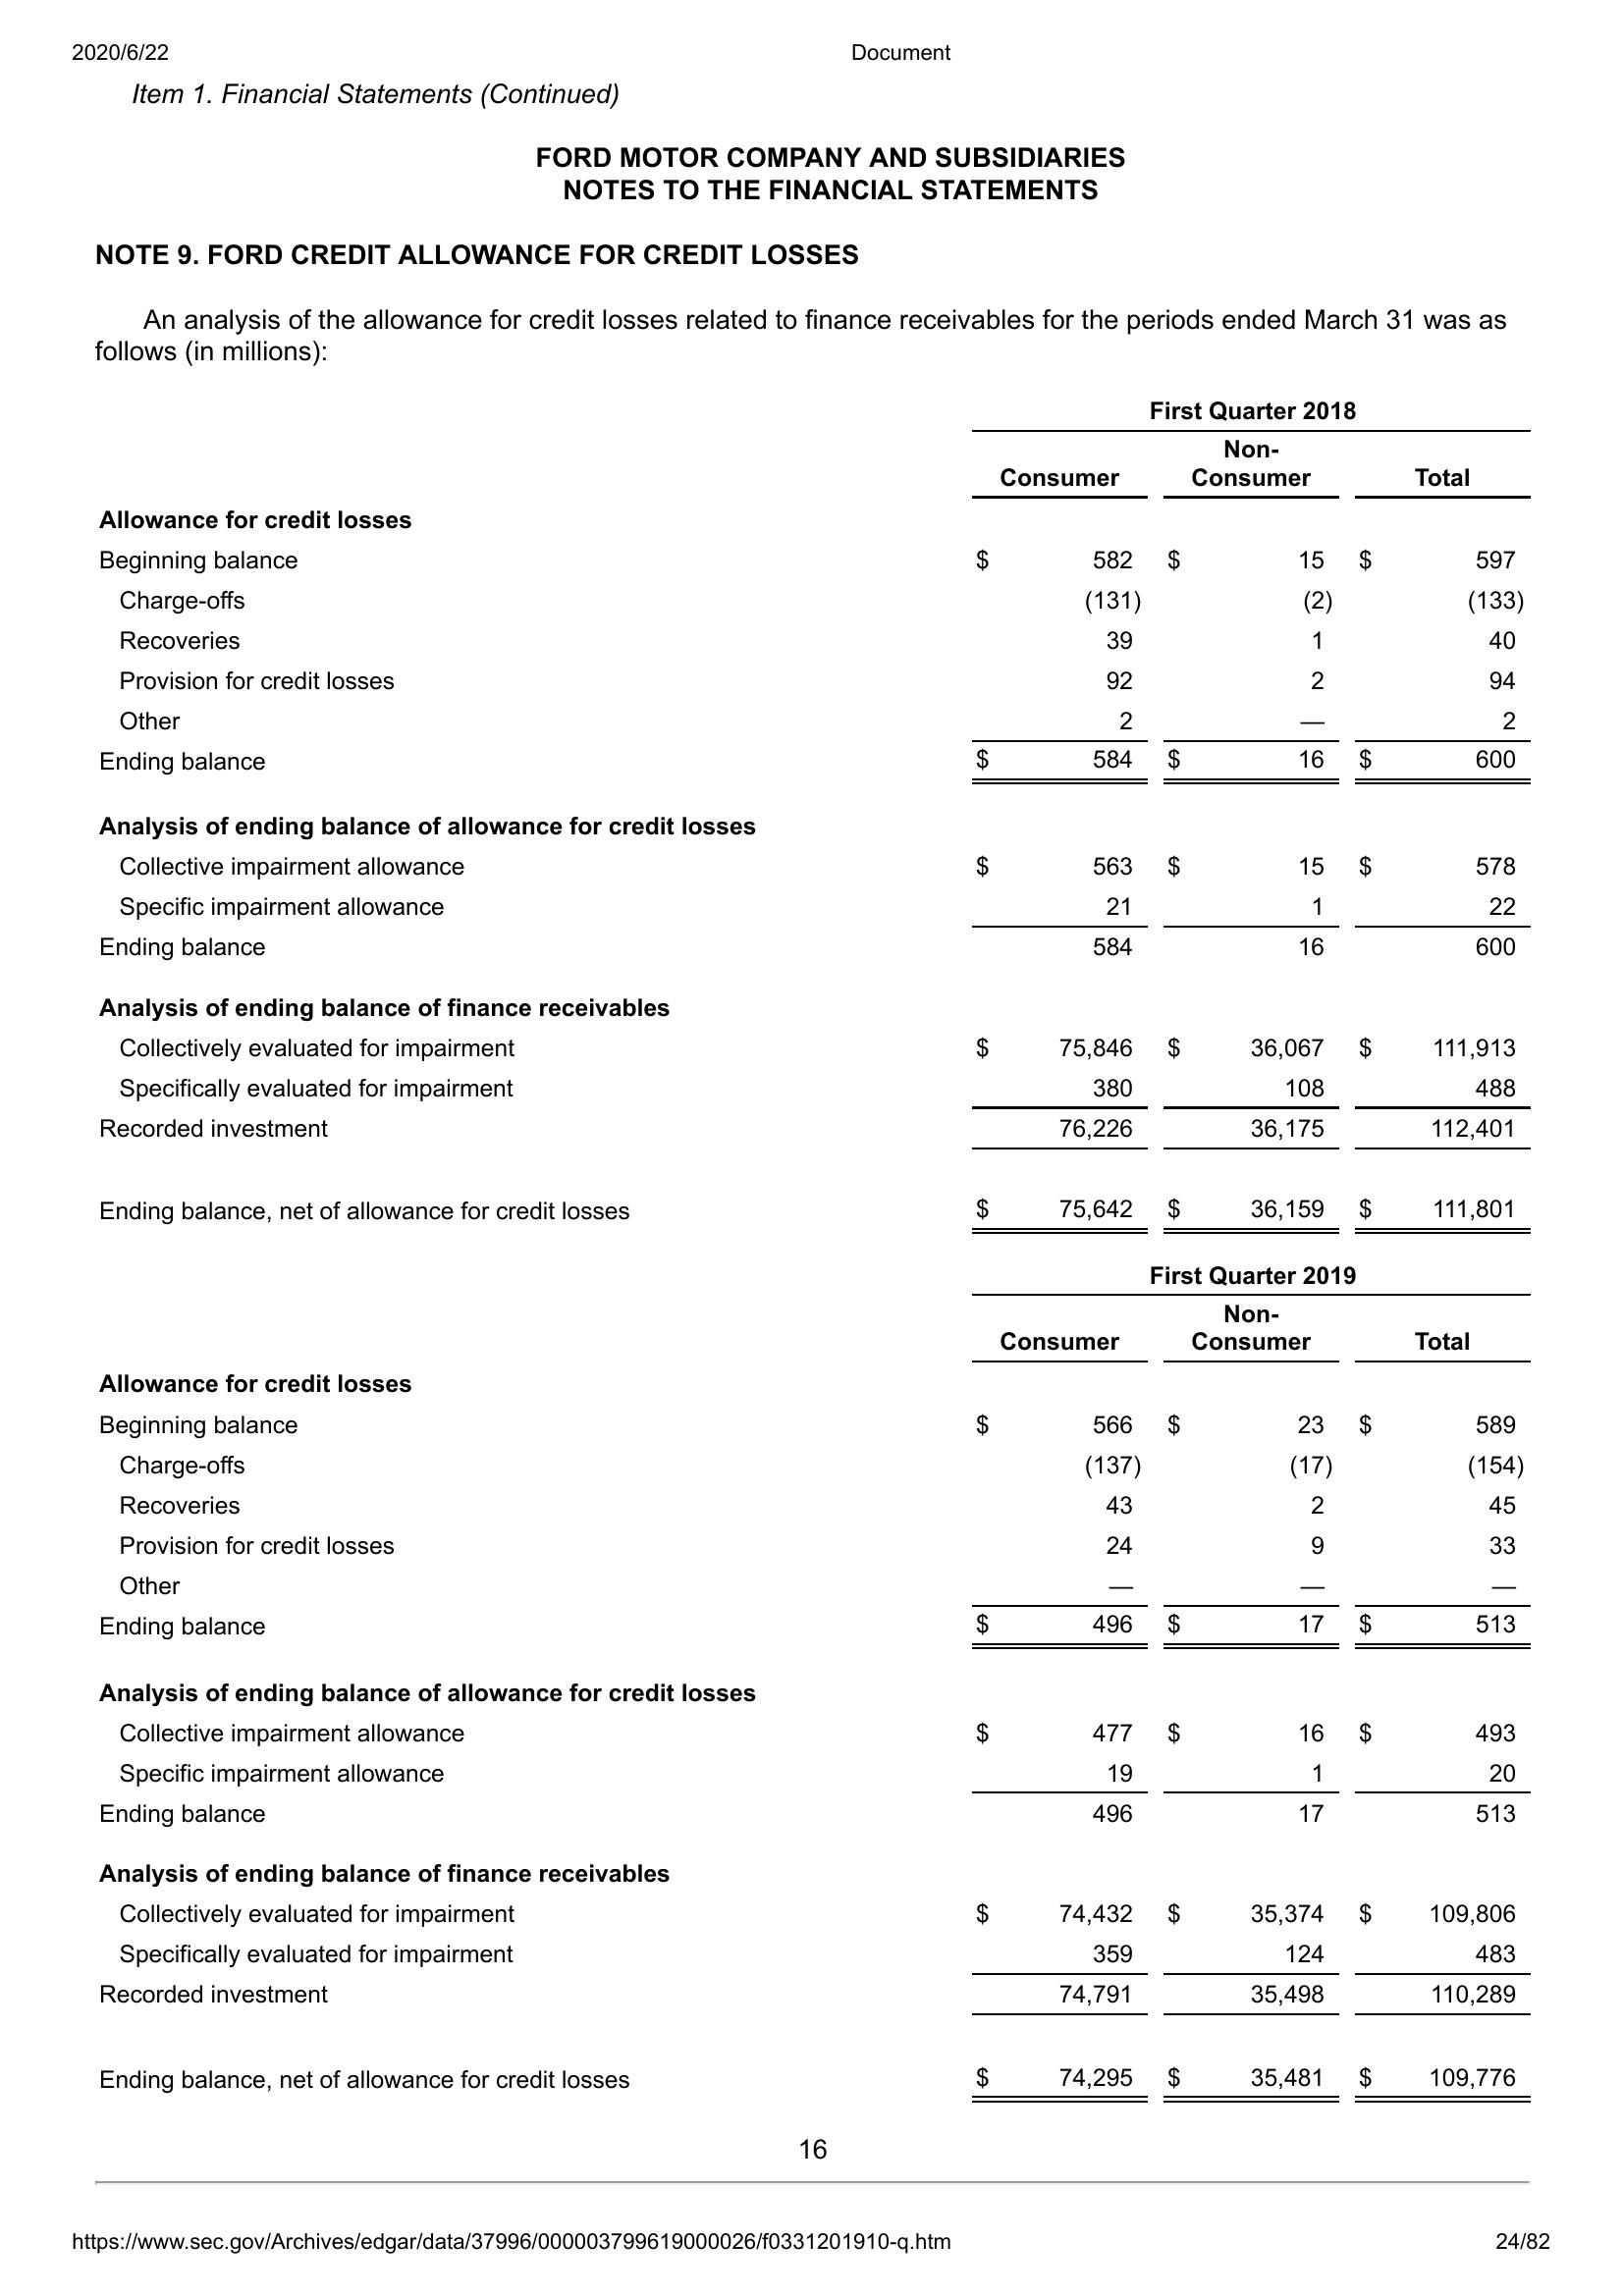 2020/6/22 Document
Item 1. Financial Statements (Continued)
FORD MOTOR COMPANY AND SUBSIDIARIES
NOTES TO THE FINANCIAL STATEMENTS
NOTE 9. FORD CREDIT ALLOWANCE FOR CREDIT LOSSES
An analysis of the allowance for credit losses related to finance receivables for the periods ended March 31 was as
follows (in millions):
First Quarter 2018
Non-
Consumer Consumer Total
Allowance for credit losses
Beginning balance $ 582 $ 15 $ 597
Charge-offs (131) (2) (133)
Recoveries 39 1 40
Provision for credit losses 92 2 94
Other 2 — 2
Ending balance $ 584 $ 16 $ 600
Analysis of ending balance of allowance for credit losses
Collective impairment allowance $ 563 $ 15 $ 578
Specific impairment allowance 21 1 22
Ending balance 584 16 600
Analysis of ending balance of finance receivables
Collectively evaluated for impairment $ 75,846 $ 36,067 $ 111,913
Specifically evaluated for impairment 380 108 488
Recorded investment 76,226 36,175 112,401
Ending balance, net of allowance for credit losses $ 75,642 $ 36,159 $ 111,801
First Quarter 2019
Non-
Consumer Consumer Total
Allowance for credit losses
Beginning balance $ 566 $ 23 $ 589
Charge-offs (137) (17) (154)
Recoveries 43 2 45
Provision for credit losses 24 9 33
Other — — —
Ending balance $ 496 $ 17 $ 513
Analysis of ending balance of allowance for credit losses
Collective impairment allowance $ 477 $ 16 $ 493
Specific impairment allowance 19 1 20
Ending balance 496 17 513
Analysis of ending balance of finance receivables
Collectively evaluated for impairment $ 74,432 $ 35,374 $ 109,806
Specifically evaluated for impairment 359 124 483
Recorded investment 74,791 35,498 110,289
Ending balance, net of allowance for credit losses $ 74,295 $ 35,481 $ 109,776
16
https://www.sec.gov/Archives/edgar/data/37996/000003799619000026/f0331201910-q.htm 24/82